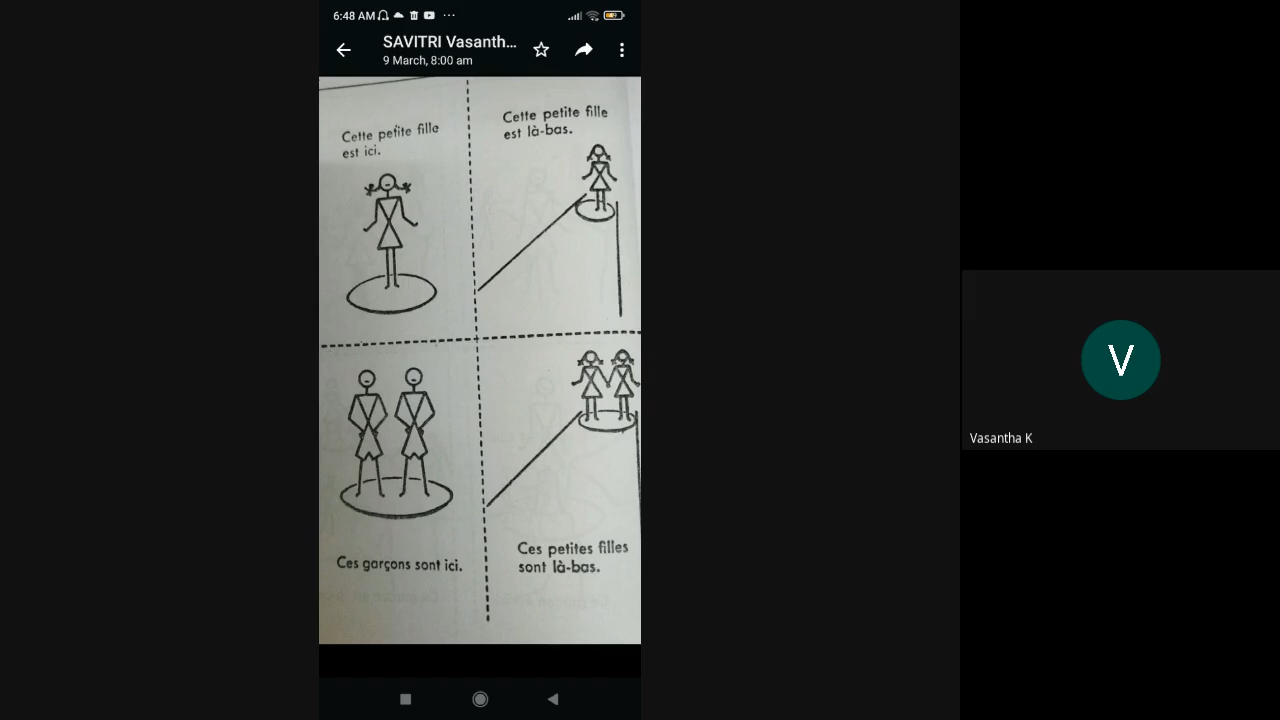 6:48 AM
SAVITRI Vasanth...
9 March, 8:00 am
Cette petite fille
est ici.
Cette petite fille
est là-bas.
Ces garçons sont ici.
Ces petites filles
sont là-bas.
V
Vasantha K